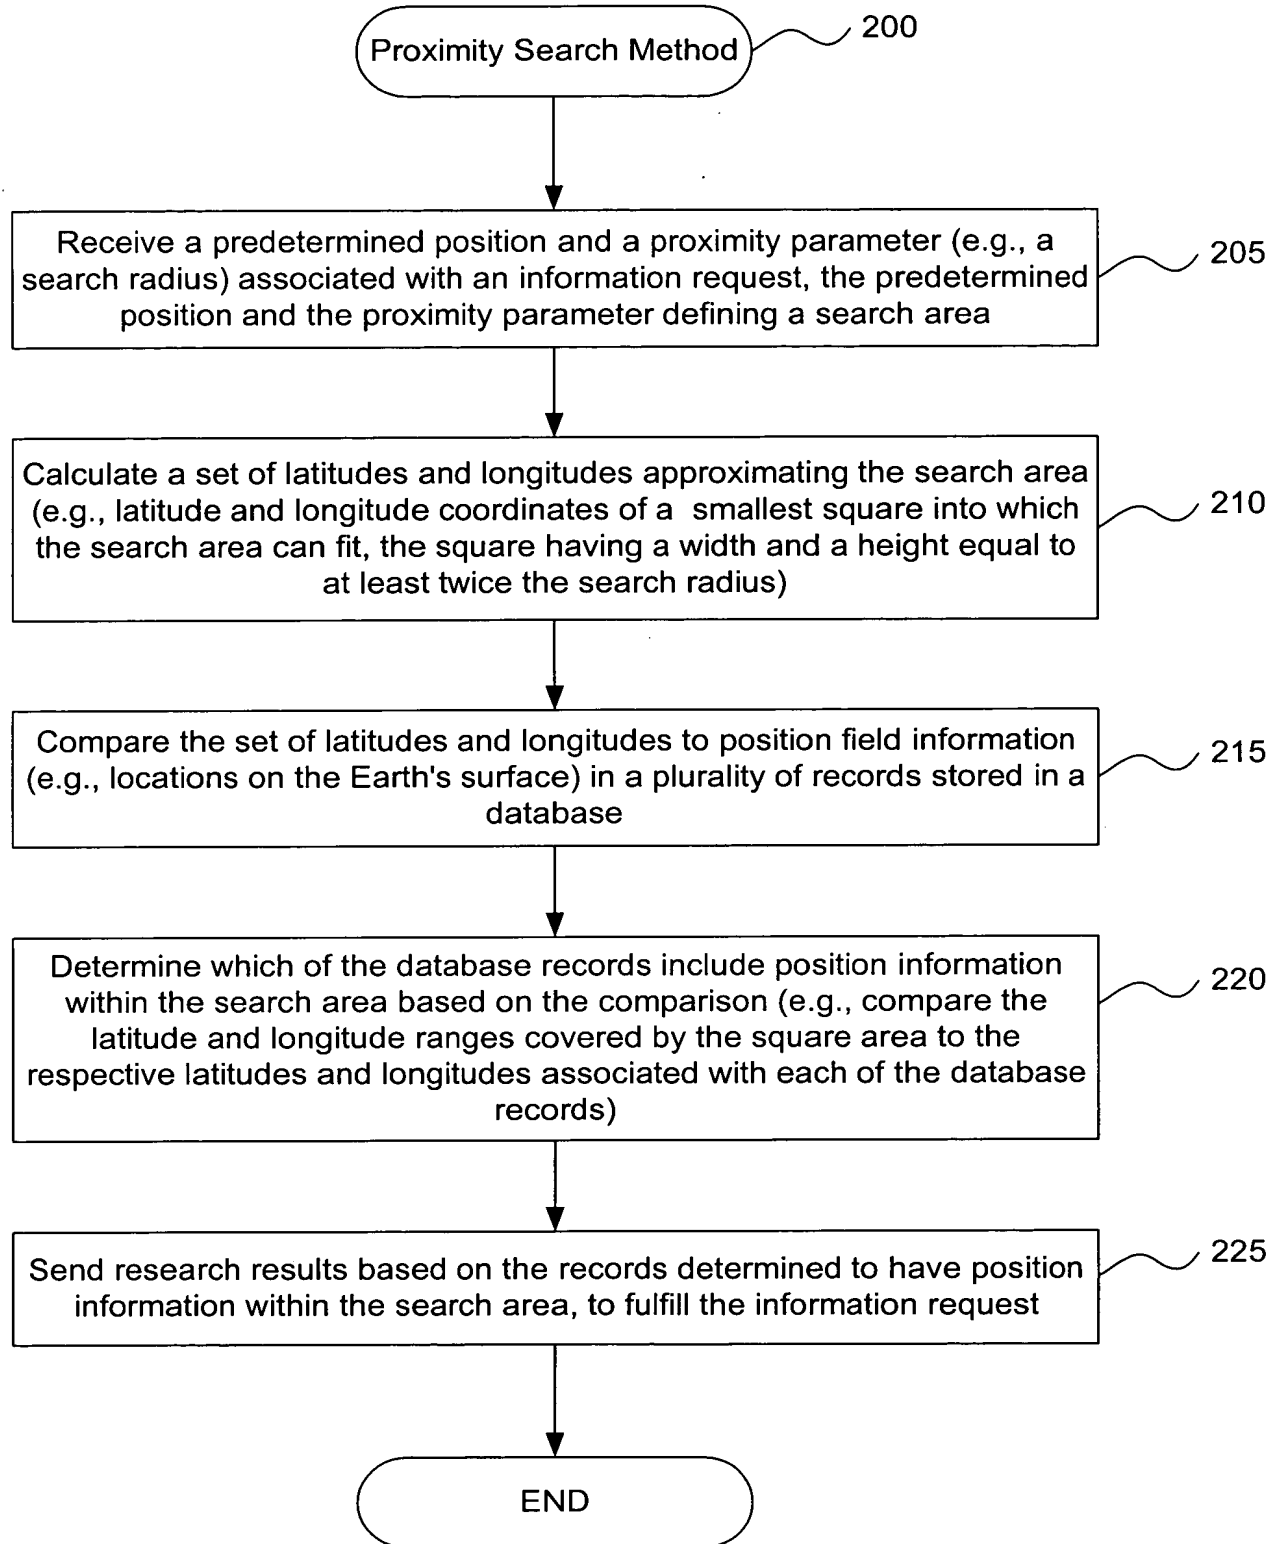 Proximity Search Method
200
Receive a predetermined position and a proximity parameter (e.g., a
search radius) associated with an information request, the predetermined
position and the proximity parameter defining a search area
205
Calculate a set of latitudes and longitudes approximating the search area
(e.g., latitude and longitude coordinates of a smallest square into which
the search area can fit, the square having a width and a height equal to
at least twice the search radius)
210
Compare the set of latitudes and longitudes to position field information
(e.g., locations on the Earth's surface) in a plurality of records stored in a
database
215
Determine which of the database records include position information
within the search area based on the comparison (e.g., compare the
latitude and longitude ranges covered by the square area to the
respective latitudes and longitudes associated with each of the database
records)
220
Send research results based on the records determined to have position
information within the search area, to fulfill the information request
225
END